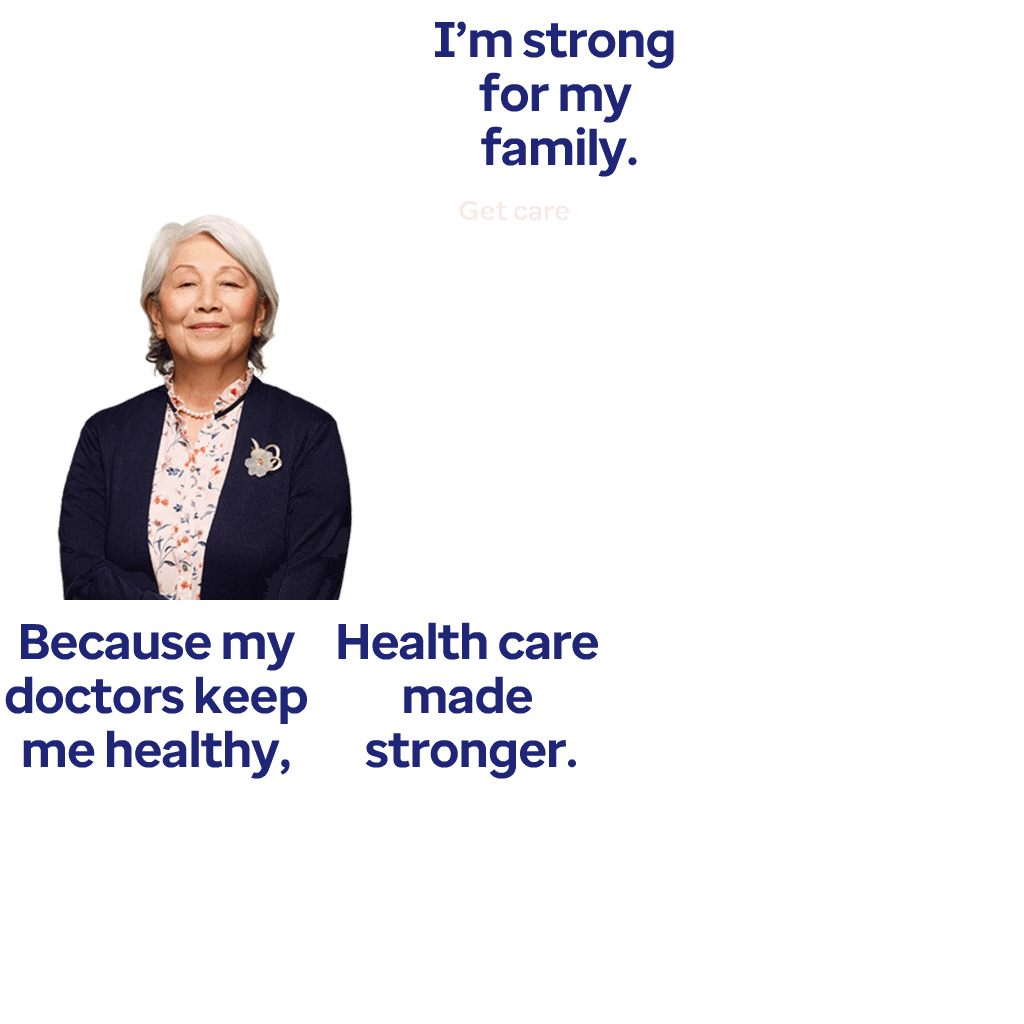 I’m strong
for my
family.
Get care
Because my
doctors keep
me healthy,
Health care
made
stronger.